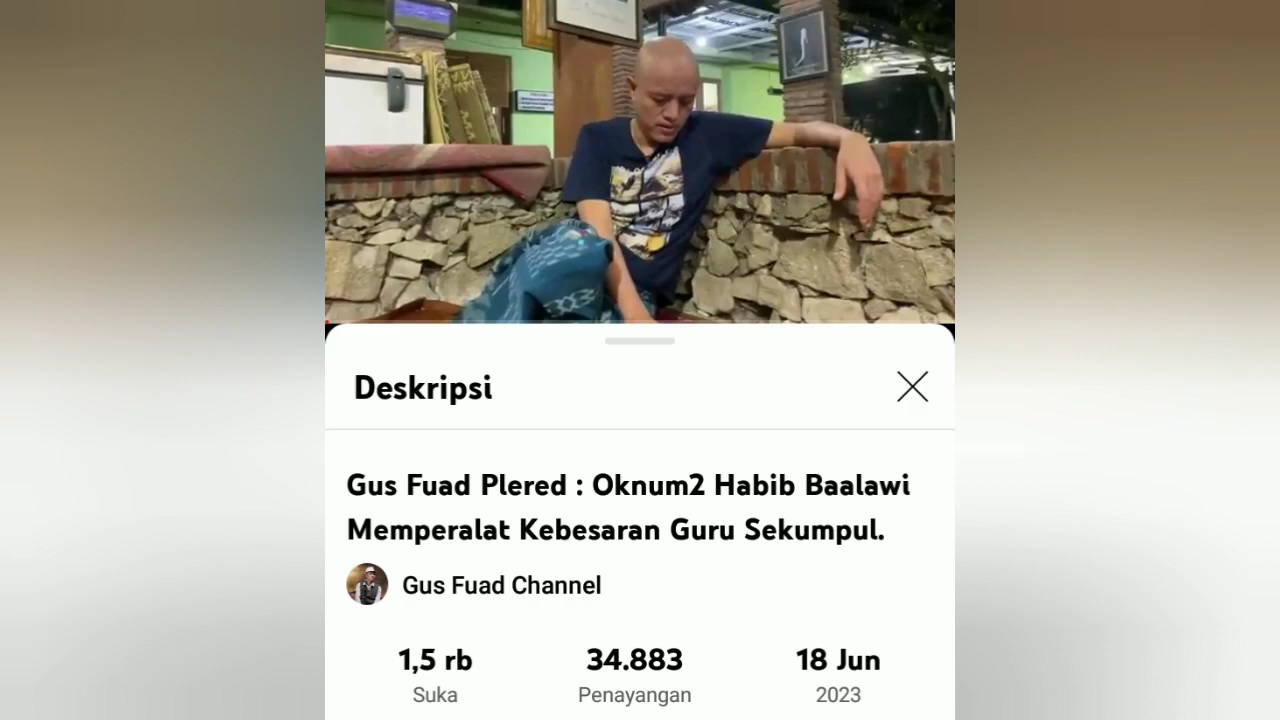 Deskripsi
Gus Fuad Plered : Oknum2 Habib Baalawi
Memperalat Kebesaran Guru Sekumpul.
Gus Fuad Channel
1,5 rb 34.883 18 Jun
Suka Penayangan 2023